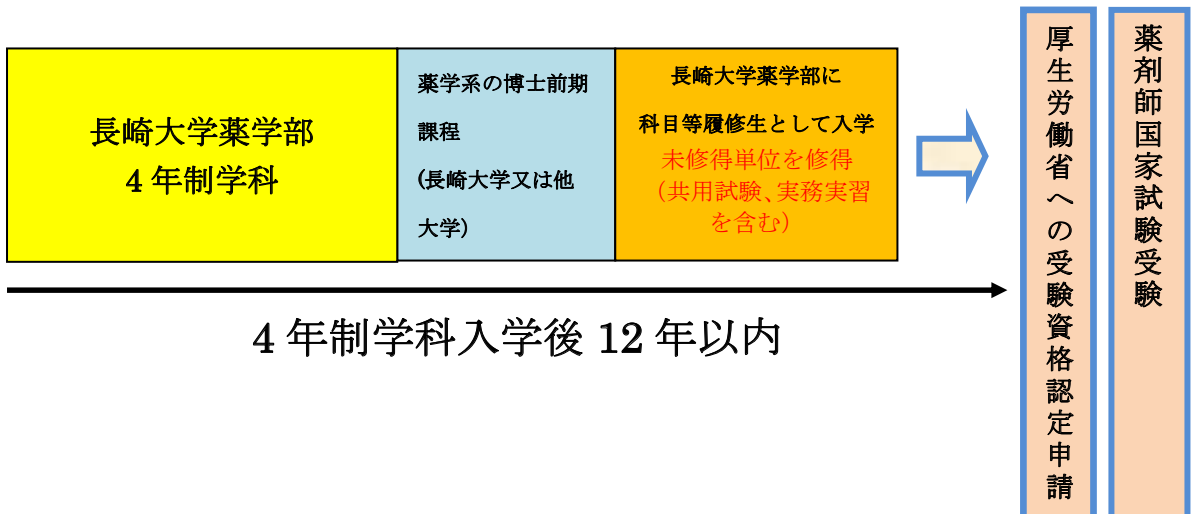 長崎大学薬学部
4 年制学科
薬学系の博士前期
課程
(長崎大学又は他
大学)
長崎大学薬学部に
科目等履修生として入学
未修得単位を修得
（共用試験、実務実習
を含む）
4 年制学科入学後 12 年以内
厚生労働省への受験資格認定申請
薬剤師国家試験受験